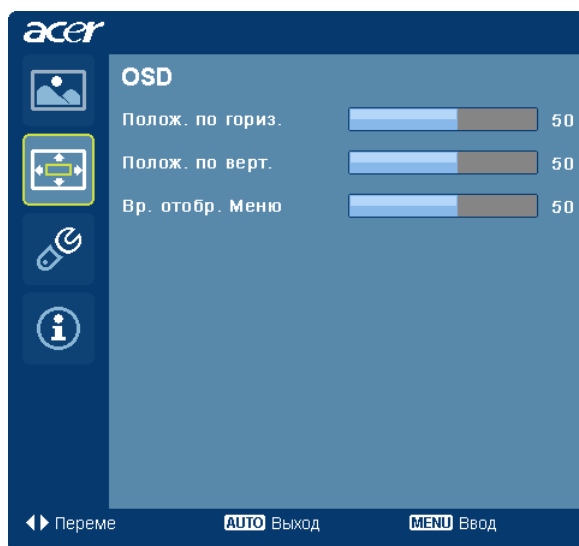 acer
OSD
Полож. по гориз. 50
Полож. по верт. 50
Вр. отобр. Меню 50
Переме AUTO Выход MENU Ввод